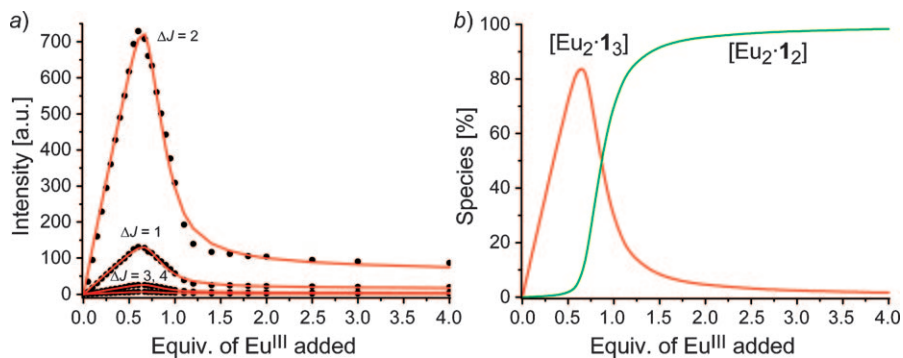 a)
ΔJ = 2
ΔJ = 1
ΔJ = 3, 4
700
600
500
400
300
200
100
0
Intensity [a.u.]
0.0 0.5 1.0 1.5 2.0 2.5 3.0 3.5 4.0
Equiv. of Euᴵᴵᴵ added
b)
[Eu₂·1₃]
[Eu₂·1₂]
100
80
60
40
20
0
Species [%]
0.0 0.5 1.0 1.5 2.0 2.5 3.0 3.5 4.0
Equiv. of Euᴵᴵᴵ added